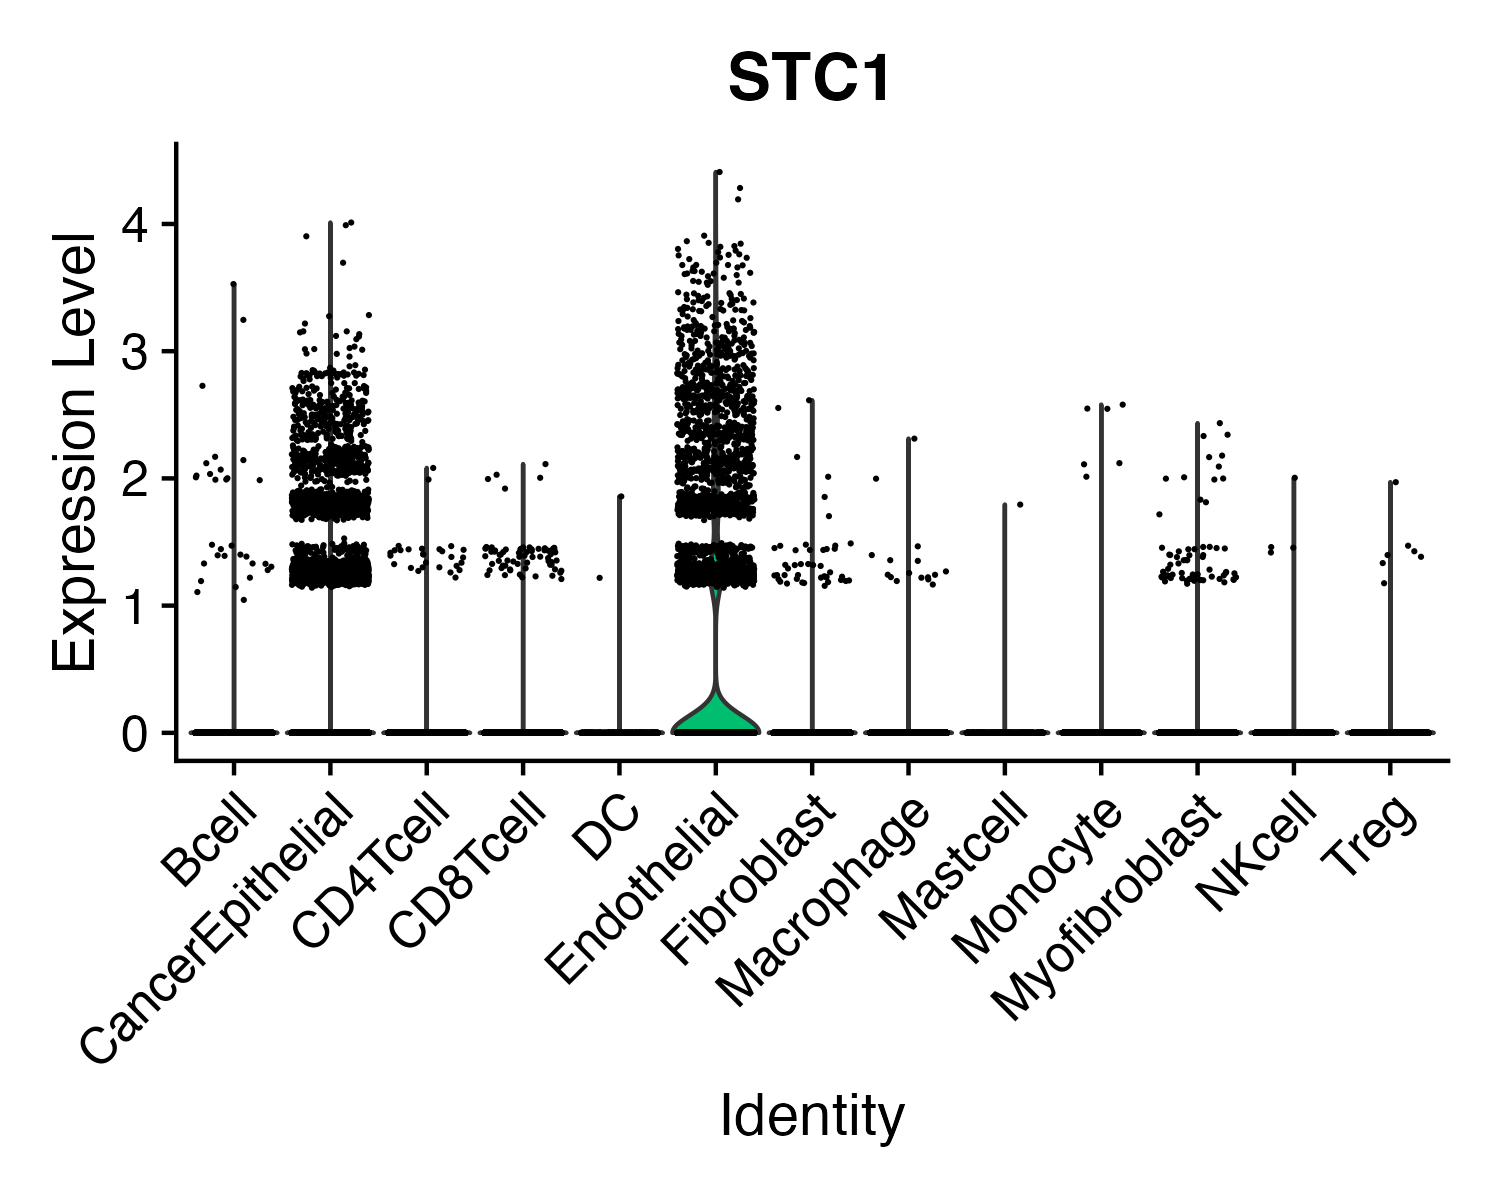 STC1
Expression Level
4
3
2
1
0
Bcell
CancerEpithelial
CD4Tcell
CD8Tcell
DC
Endothelial
Fibroblast
Macrophage
Mastcell
Monocyte
Myofibroblast
NKcell
Treg
Identity